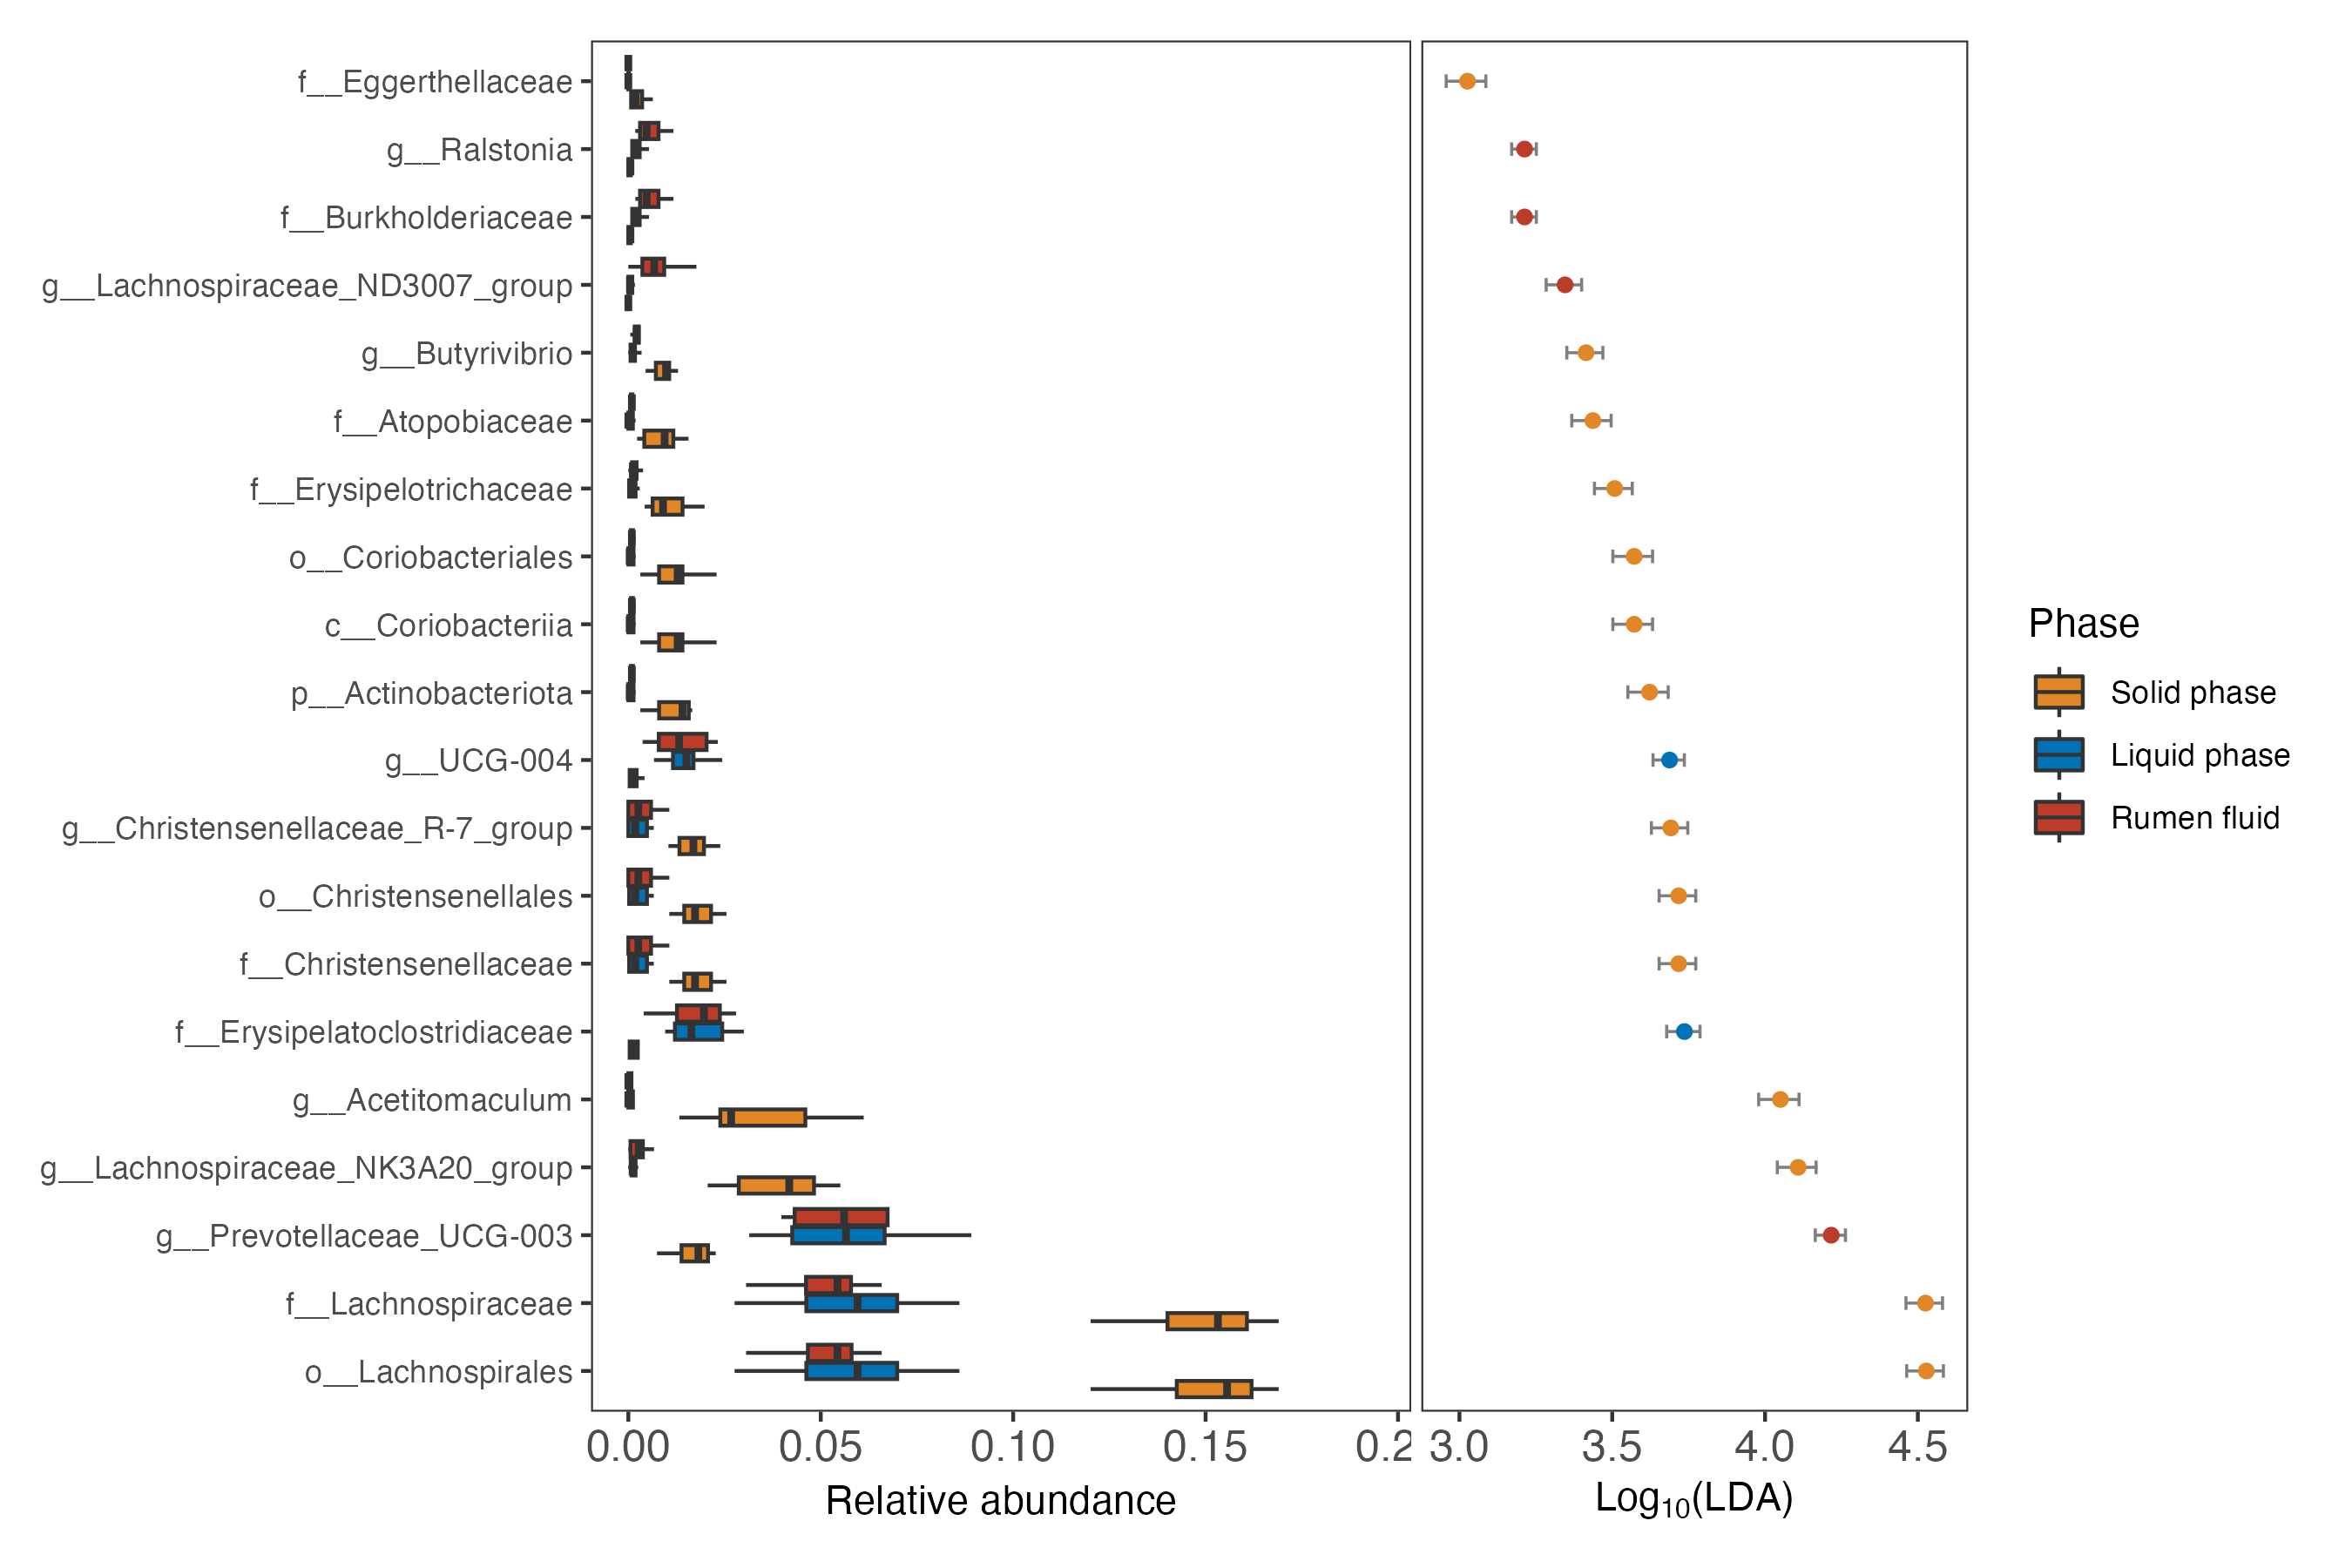 f__Eggerthellaceae
g__Ralstonia
f__Burkholderiaceae
g__Lachnospiraceae_ND3007_group
g__Butyrivibrio
f__Atopobiaceae
f__Erysipelotrichaceae
o__Coriobacteriales
c__Coriobacteriia
p__Actinobacteriota
g__UCG-004
g__Christensenellaceae_R-7_group
o__Christensenellales
f__Christensenellaceae
f__Erysipelatoclostridiaceae
g__Acetitomaculum
g__Lachnospiraceae_NK3A20_group
g__Prevotellaceae_UCG-003
f__Lachnospiraceae
o__Lachnospirales
0.00 0.05 0.10 0.15 0.2
Relative abundance
3.0 3.5 4.0 4.5
Log10(LDA)
Phase
Solid phase
Liquid phase
Rumen fluid